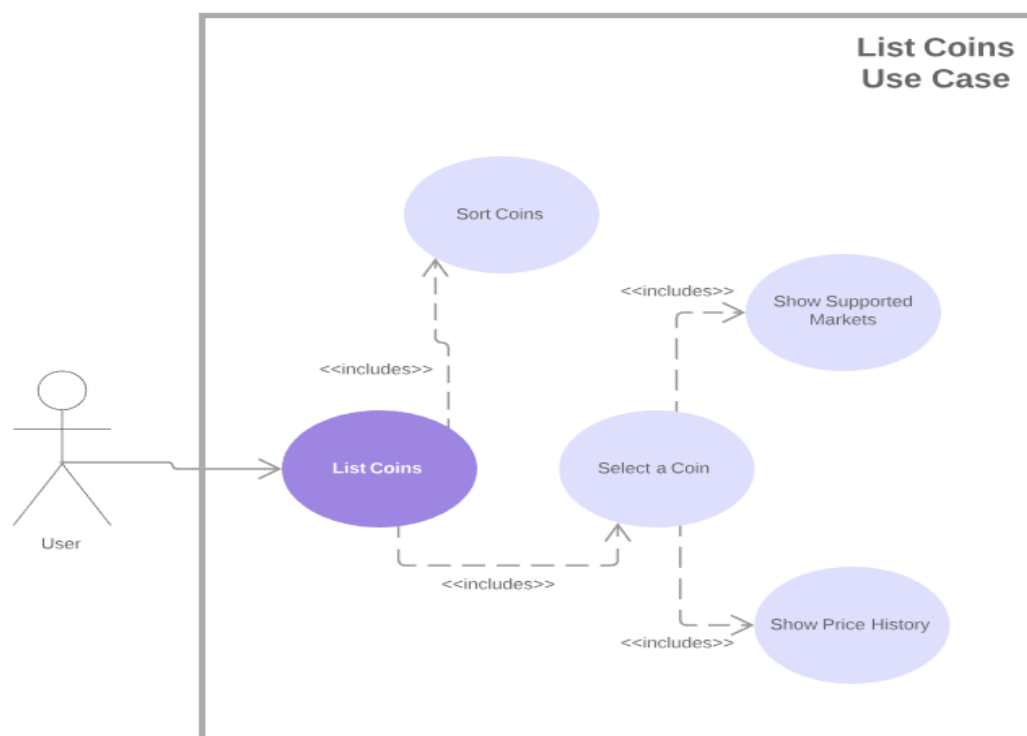 List Coins
Use Case
Sort Coins
<<includes>>
Show Supported
Markets
<<includes>>
List Coins
Select a Coin
User
<<includes>>
Show Price History
<<includes>>